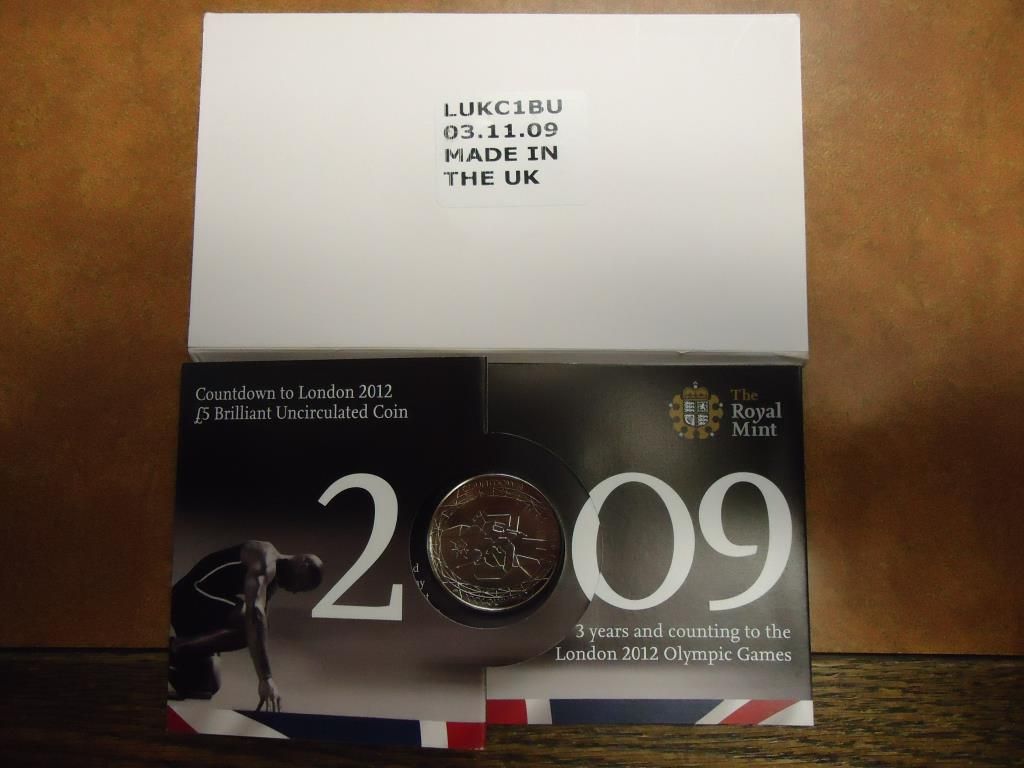 LUKC1BU
03.11.09
MADE IN
THE UK
Countdown to London 2012
£5 Brilliant Uncirculated Coin
The
Royal
Mint
2 09
3 years and counting to the
London 2012 Olympic Games
COUNTDOWN